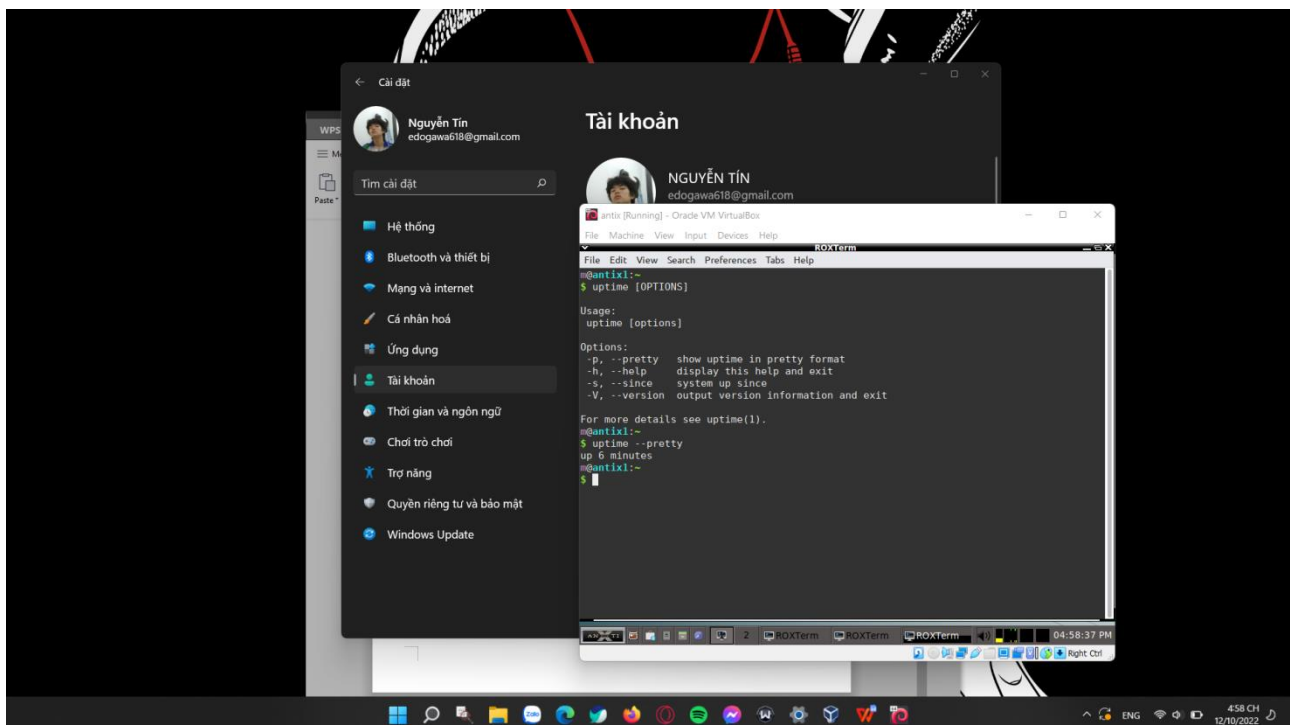 Cài đặt
WPS
Nguyễn Tín
edogawa618@gmail.com
Paste
Tìm cài đặt
Hệ thống
Bluetooth và thiết bị
Mạng và internet
Cá nhân hoá
Ứng dụng
Tài khoản
Thời gian và ngôn ngữ
Chơi trò chơi
Trợ năng
Quyền riêng tư và bảo mật
Windows Update
Tài khoản
NGUYỄN TÍN
edogawa618@gmail.com
antix [Running] - Oracle VM VirtualBox
File Machine View Input Devices Help
ROXTerm
File Edit View Search Preferences Tabs Help
m@antix1:~
$ uptime [OPTIONS]
Usage:
uptime [options]
Options:
-p, --pretty show uptime in pretty format
-h, --help display this help and exit
-s, --since system up since
-V, --version output version information and exit
For more details see uptime(1).
m@antix1:~
$ uptime --pretty
up 6 minutes
m@antix1:~
$
2 ROXTerm ROXTerm ROXTerm 04:58:37 PM
Right Ctrl
Zalo
ENG
4:58 CH
12/10/2022